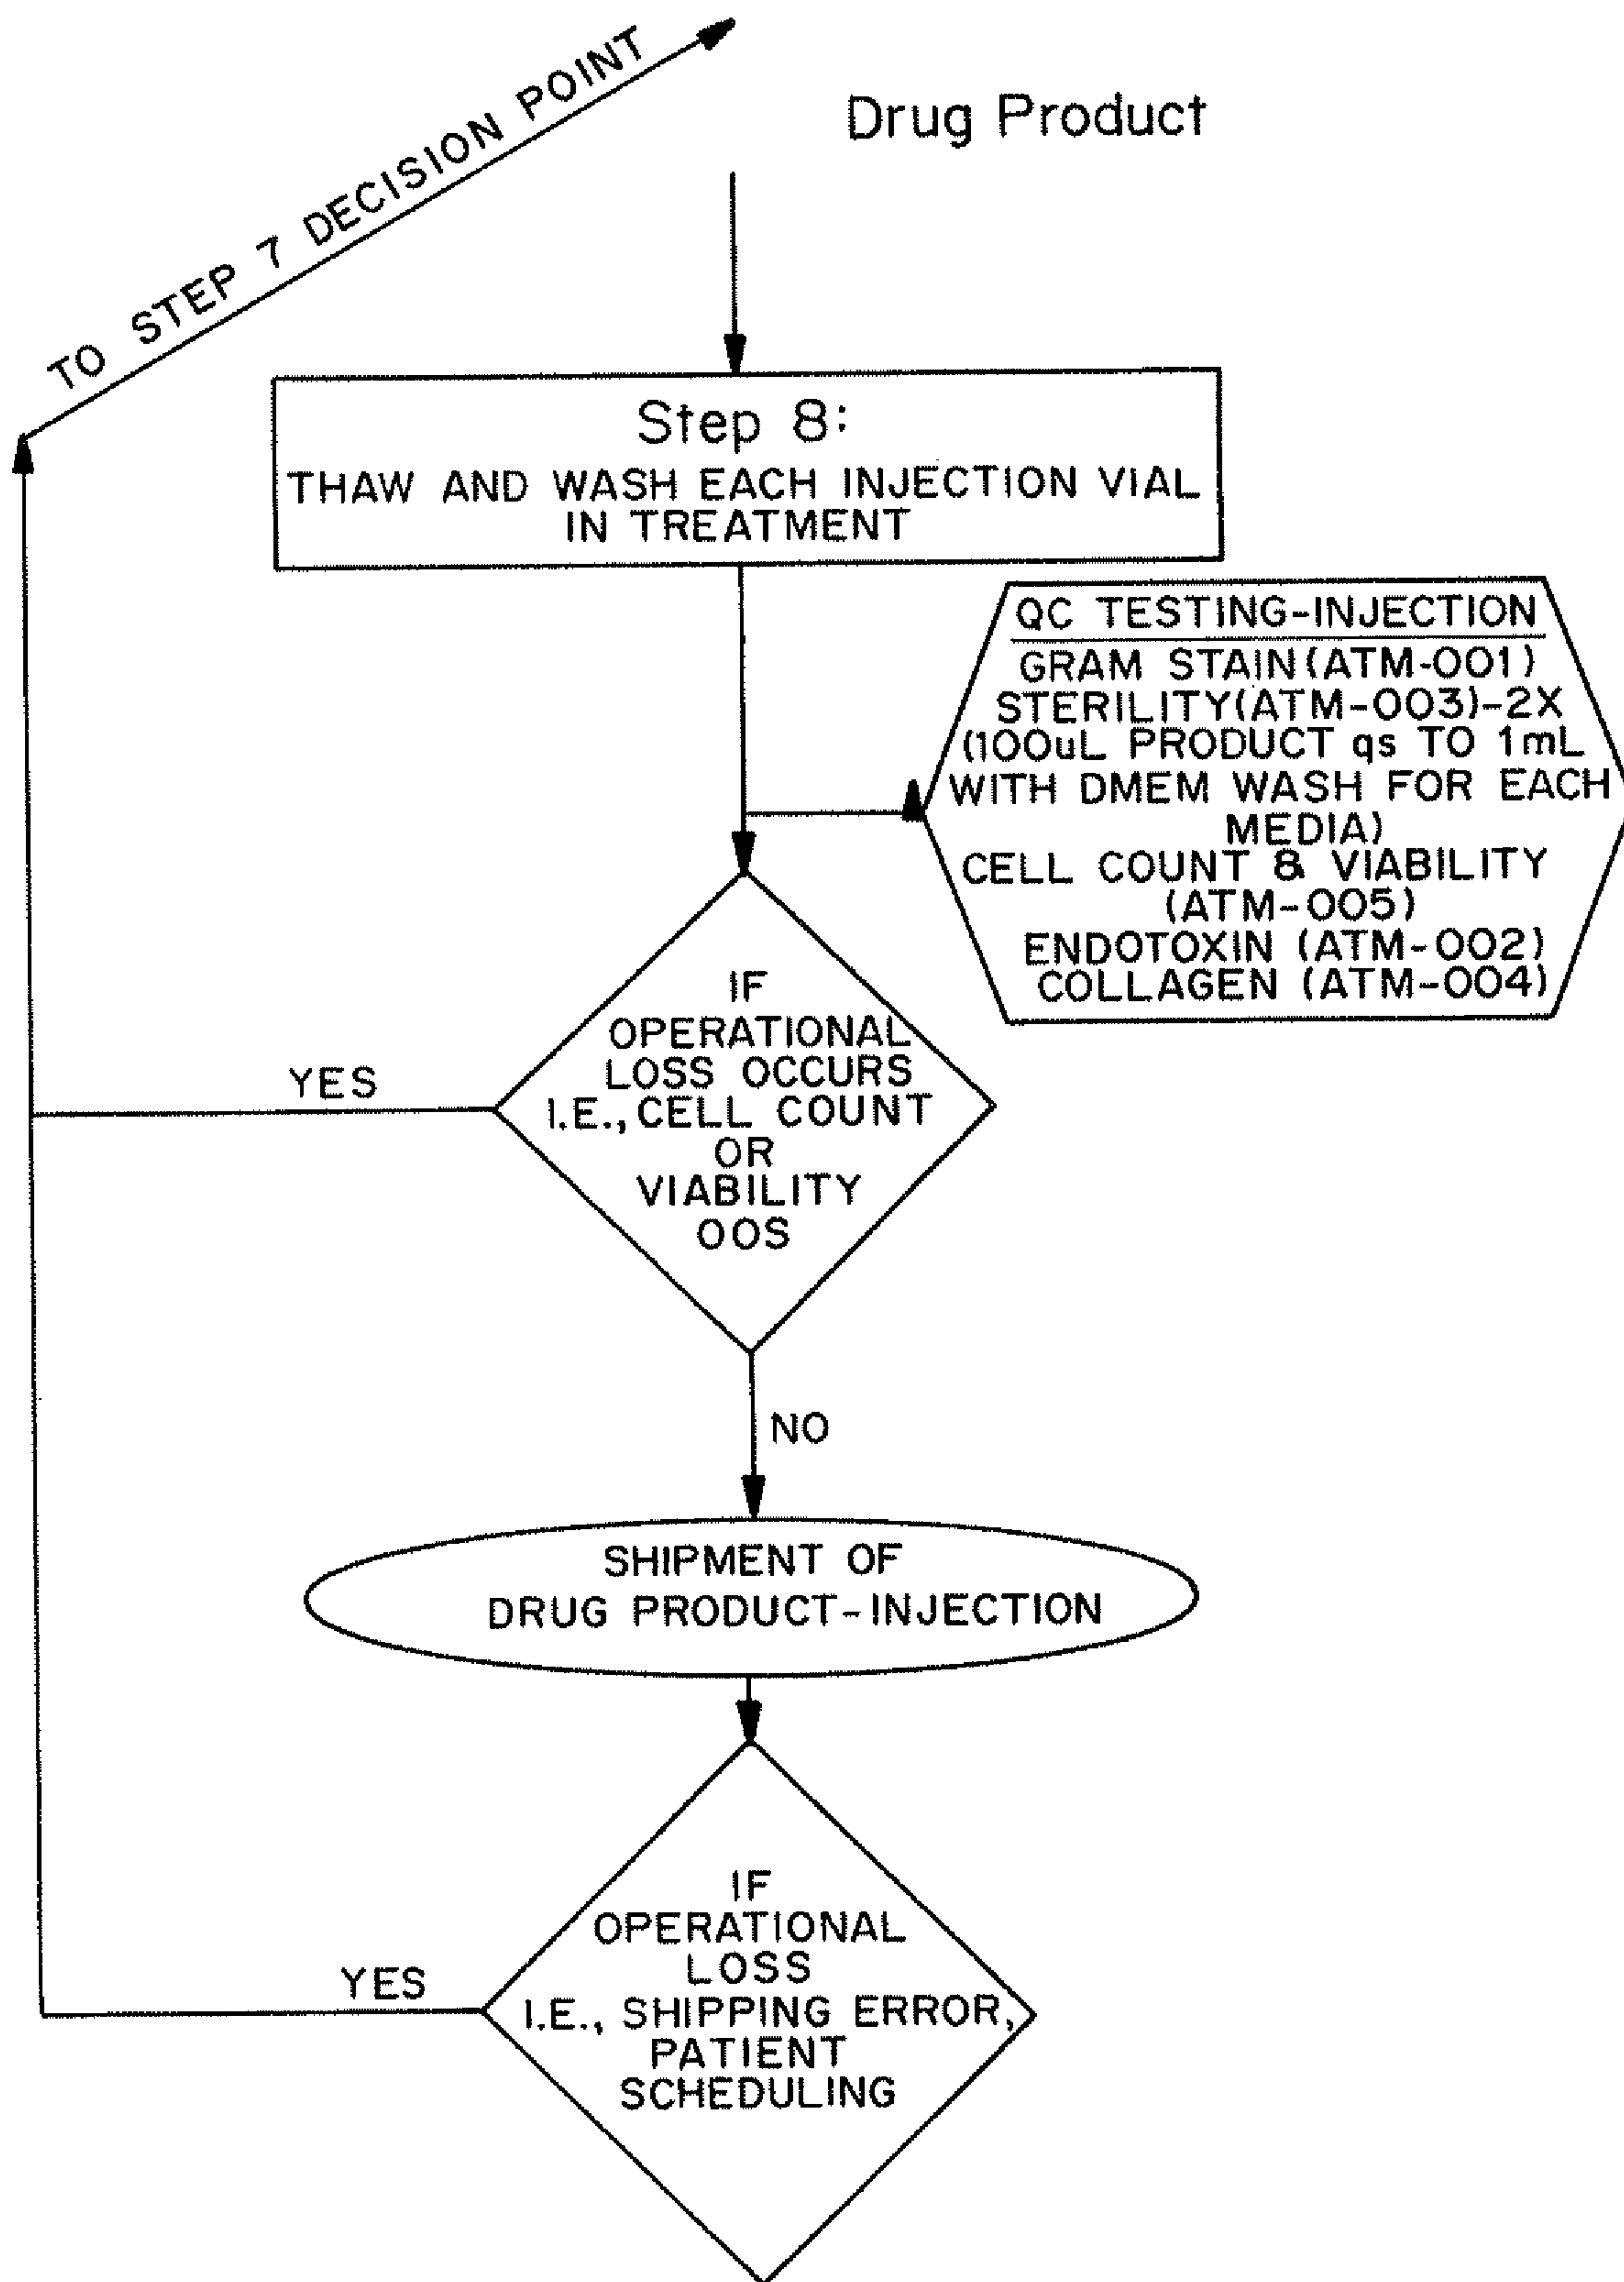 TO STEP 7 DECISION POINT
Drug Product
Step 8:
THAW AND WASH EACH INJECTION VIAL
IN TREATMENT
QC TESTING-INJECTION
GRAM STAIN(ATM-001)
STERILITY(ATM-003)-2X
(100uL PRODUCT qs TO 1mL
WITH DMEM WASH FOR EACH
MEDIA)
CELL COUNT & VIABILITY
(ATM-005)
ENDOTOXIN (ATM-002)
COLLAGEN (ATM-004)
IF
OPERATIONAL
LOSS OCCURS
I.E., CELL COUNT
OR
VIABILITY
OOS
YES
NO
SHIPMENT OF
DRUG PRODUCT-INJECTION
IF
OPERATIONAL
LOSS
I.E., SHIPPING ERROR,
PATIENT
SCHEDULING
YES